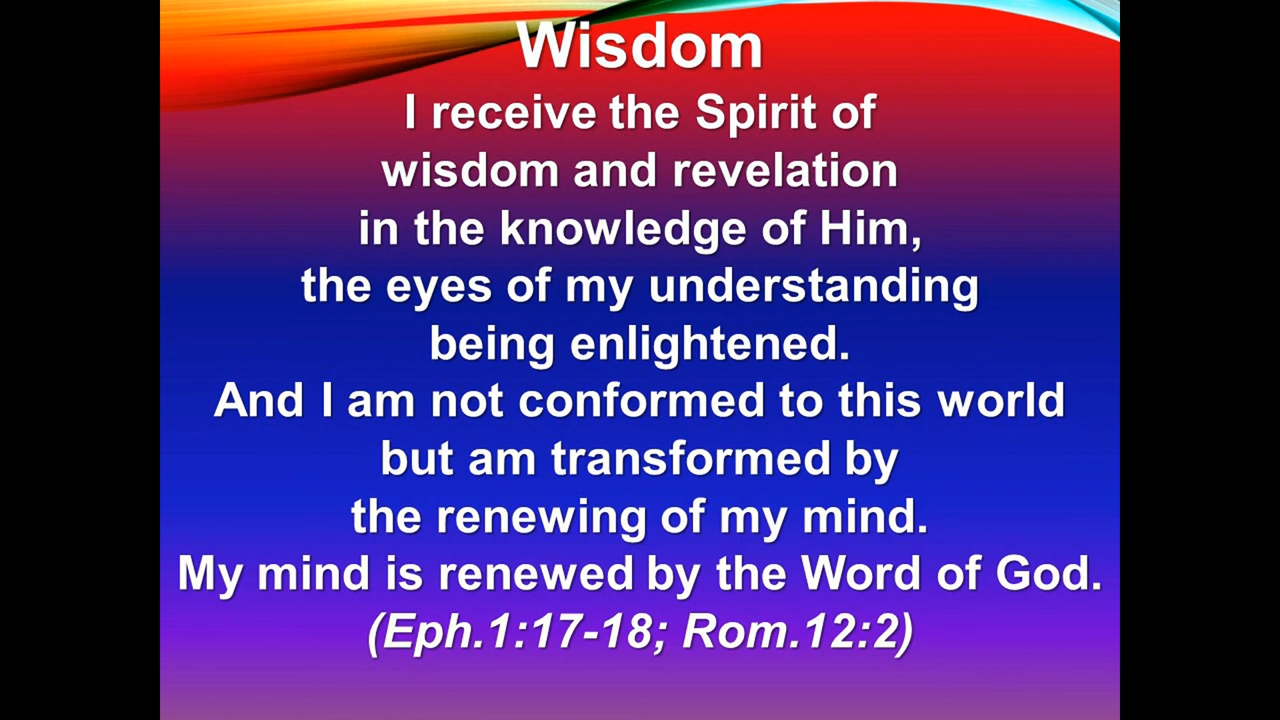 Wisdom
I receive the Spirit of
wisdom and revelation
in the knowledge of Him,
the eyes of my understanding
being enlightened.
And I am not conformed to this world
but am transformed by
the renewing of my mind.
My mind is renewed by the Word of God.
(Eph.1:17-18; Rom.12:2)